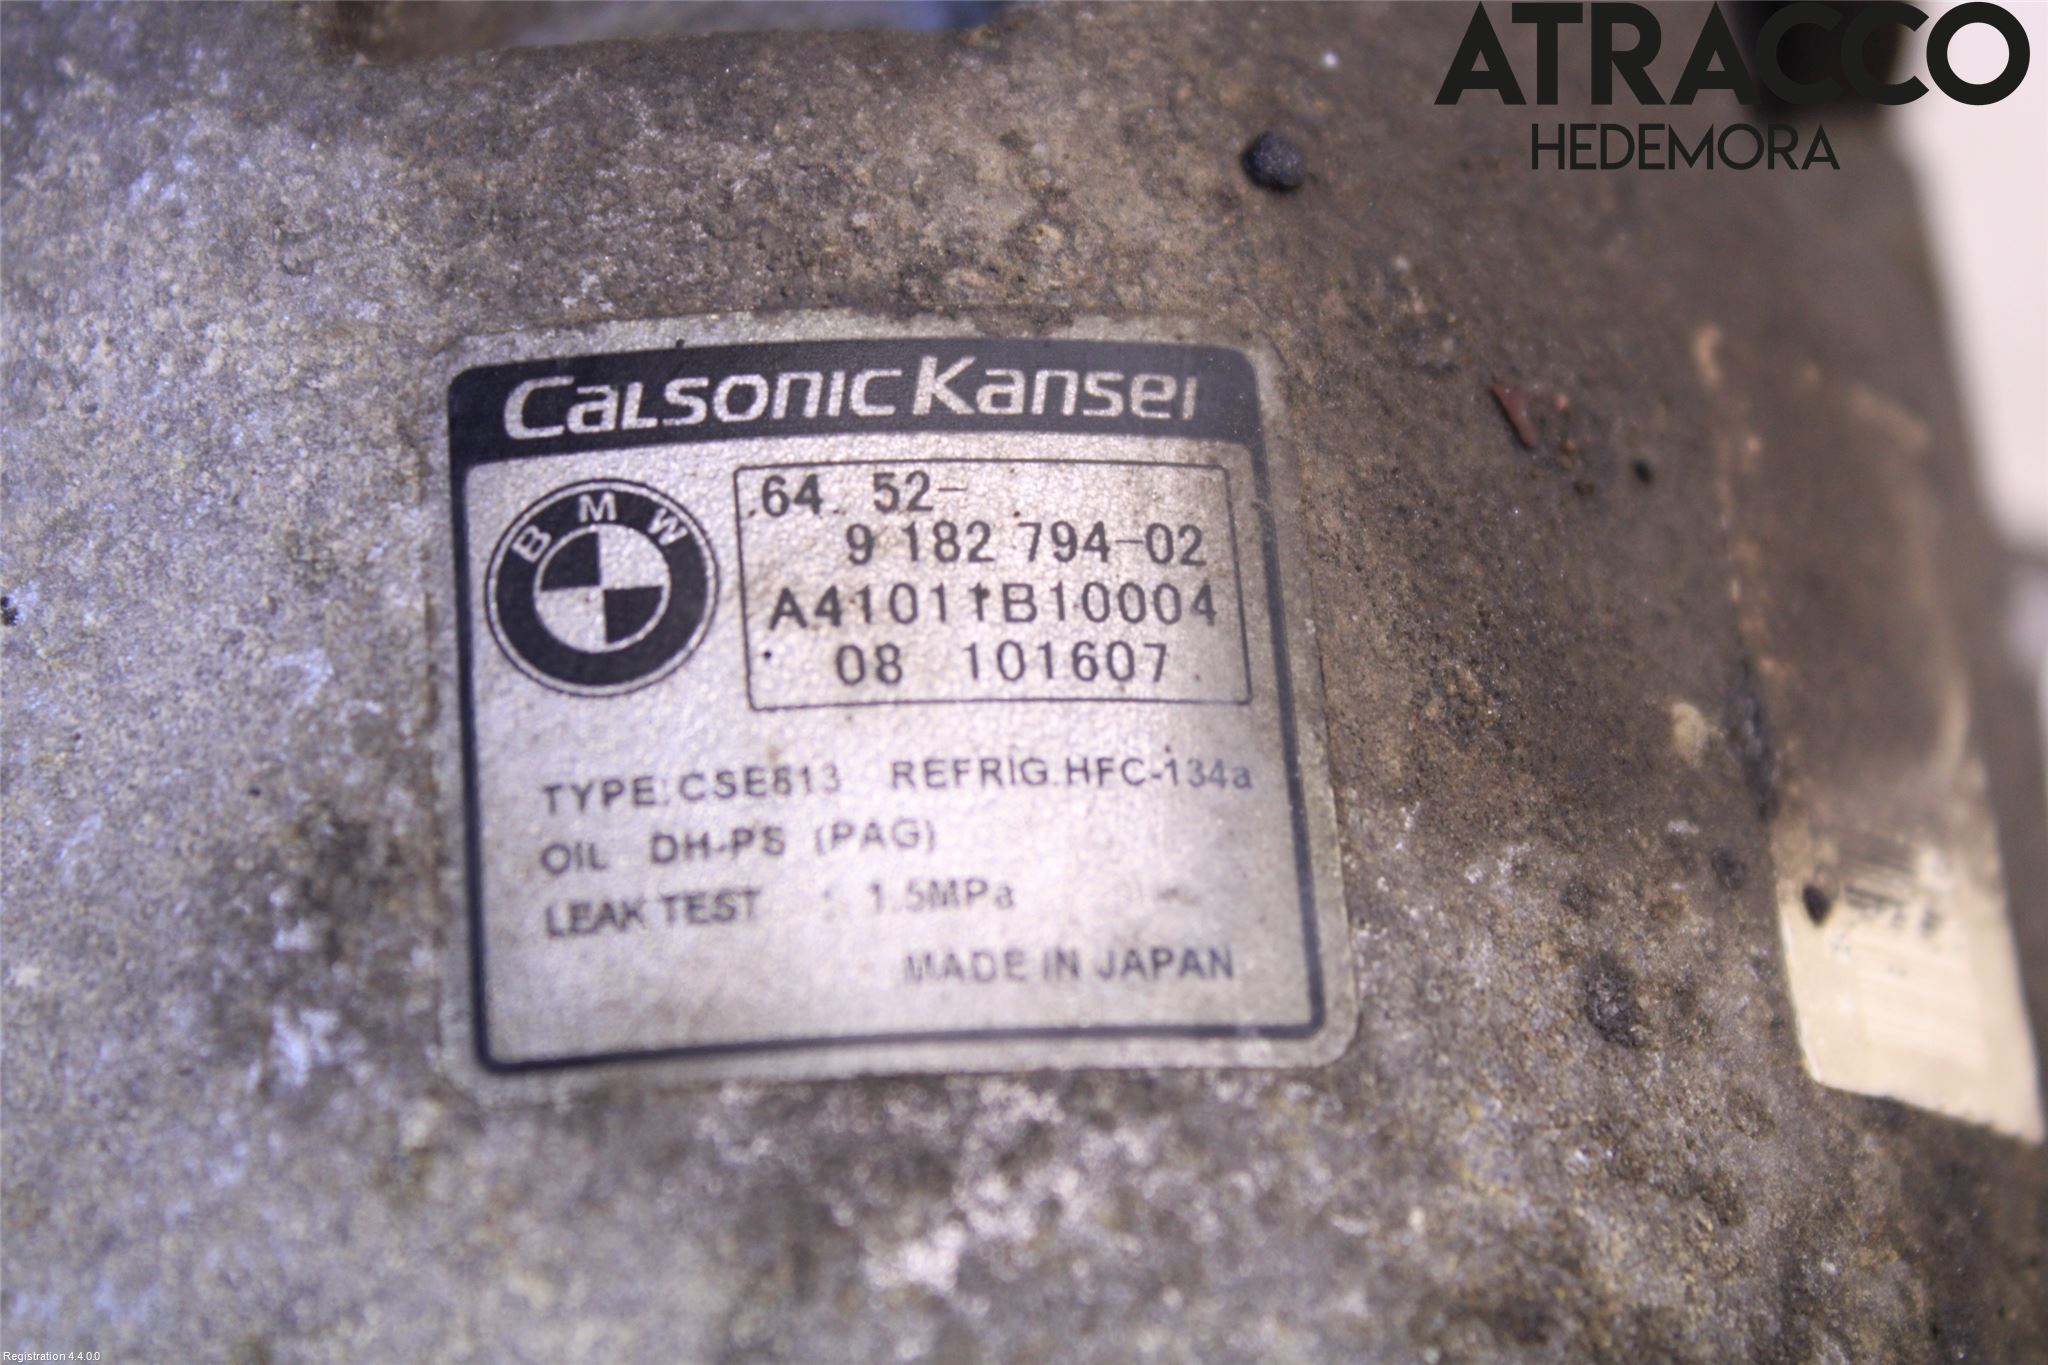 ATRACCO
HEDEMORA
CalsonicKansei
BMW
64 52-
9 182 794-02
A41011B10004
08 101607
TYPE:CSE613 REFRIG.HFC-134a
OIL DH-PS (PAG)
LEAK TEST : 1.5MPa
MADE IN JAPAN
Registration 4.4.0.0